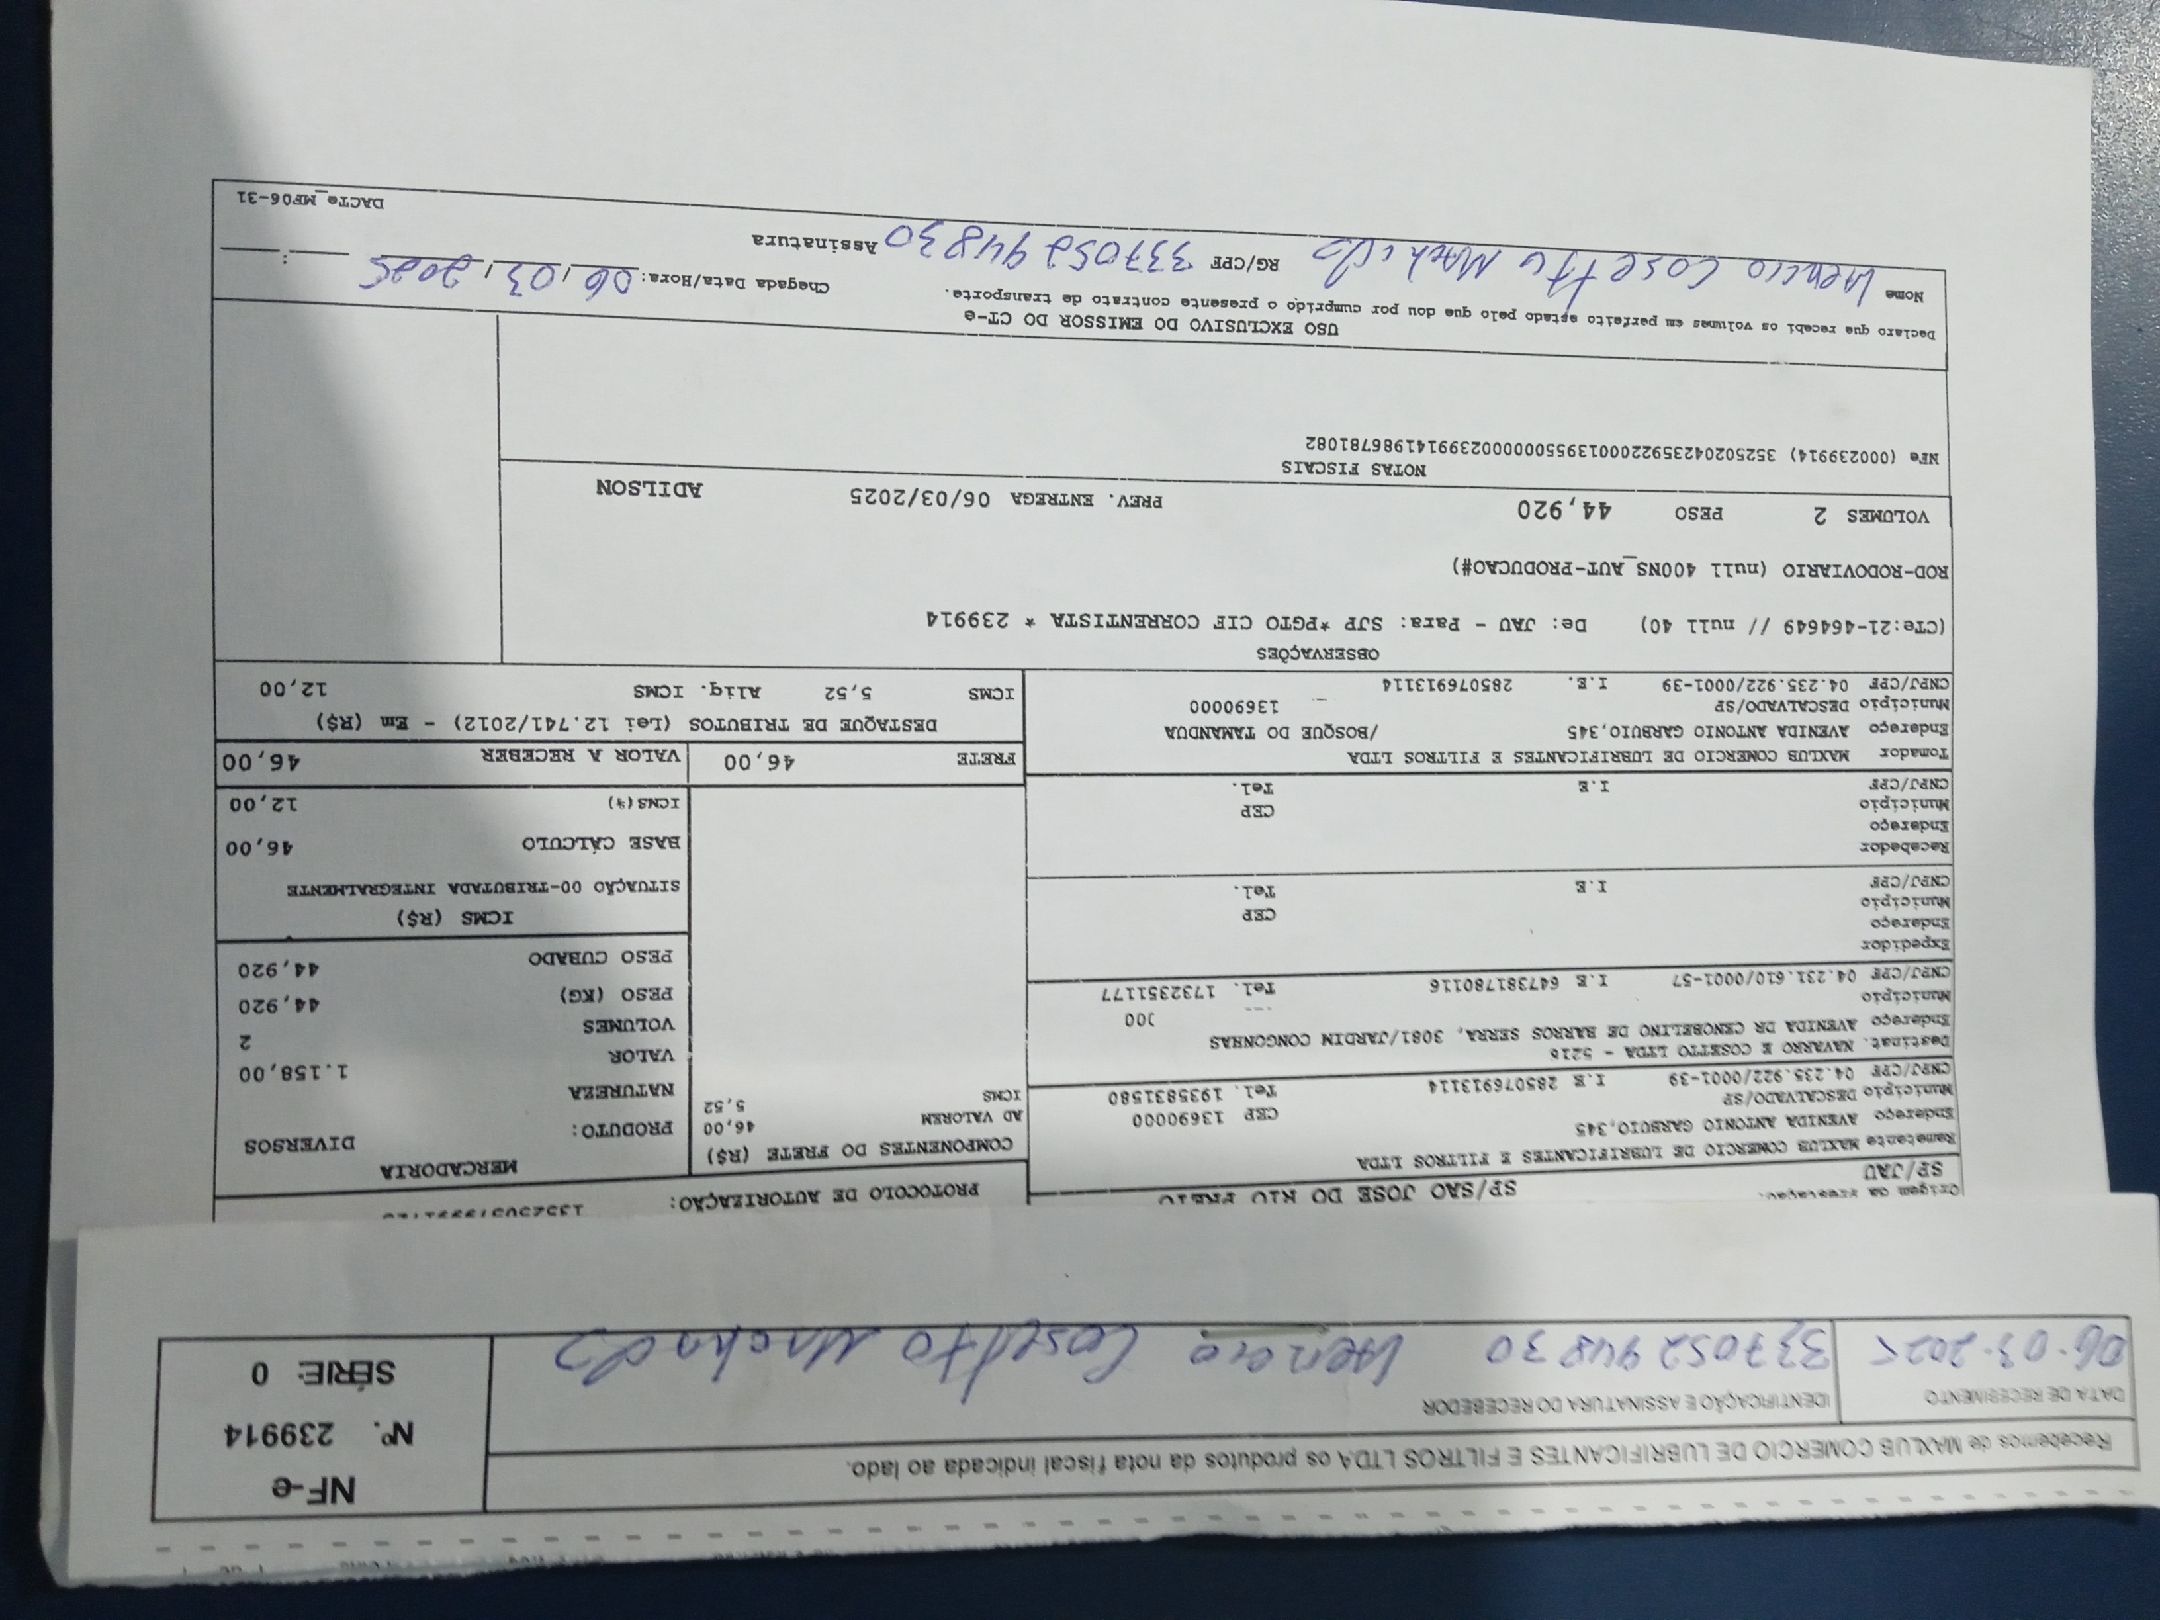 Recebemos de MAXLUB COMERCIO DE LUBRIFICANTES E FILTROS LTDA os produtos da nota fiscal indicada ao lado.
NF-e
Nº. 239914
SÉRIE: 0
DATA DE RECEBIMENTO
IDENTIFICAÇÃO E ASSINATURA DO RECEBEDOR
06.03.2025 33705294830 Cosetto Machado
Origem da Prestação:
SP/JAU
SP/SAO JOSE DO RIO PRETO
PROTOCOLO DE AUTORIZAÇÃO:
Remetente MAXLUB COMERCIO DE LUBRIFICANTES E FILTROS LTDA
Endereço AVENIDA ANTONIO GARBUIO,345
Município DESCALVADO/SP CEP 13690000
CNPJ/CPF 04.235.922/0001-39 I.E 285076913114 Tel. 1935831580
Destinat. NAVARRO E COSETTO LTDA - 5216
Endereço AVENIDA DR CENOBELINO DE BARROS SERRA, 3081/JARDIM CONGONHAS
Município 000
CNPJ/CPF 04.231.610/0001-57 I.E 647381780116 Tel. 1732351177
Expedidor
Endereço
Município CEP
CNPJ/CPF I.E Tel.
Recebedor
Endereço
Município CEP
CNPJ/CPF I.E Tel.
Tomador MAXLUB COMERCIO DE LUBRIFICANTES E FILTROS LTDA
Endereço AVENIDA ANTONIO GARBUIO,345 /BOSQUE DO TAMANDUA
Município DESCALVADO/SP 13690000
CNPJ/CPF 04.235.922/0001-39 I.E. 285076913114
COMPONENTES DO FRETE (R$)
AD VALOREM 46,00
ICMS 5,52
MERCADORIA
PRODUTO: DIVERSOS
NATUREZA
VALOR 1.158,00
VOLUMES 2
PESO (KG) 44,920
PESO CUBADO 44,920
ICMS (R$)
SITUAÇÃO 00-TRIBUTADA INTEGRALMENTE
BASE CÁLCULO 46,00
ICMS(%) 12,00
FRETE 46,00 VALOR A RECEBER 46,00
DESTAQUE DE TRIBUTOS (Lei 12.741/2012) - Em (R$)
ICMS 5,52 Aliq. ICMS 12,00
OBSERVAÇÕES
(CTe:21-464649 // null 40) De: JAU - Para: SJP *PGTO CIF CORRENTISTA * 239914
ROD-RODOVIARIO (null 400NS_AUT-PRODUCAO#)
VOLUMES 2 PESO 44,920 PREV. ENTREGA 06/03/2025 ADILSON
NOTAS FISCAIS
NFe (000239914) 35250204235922000139550000002399141986781082
USO EXCLUSIVO DO EMISSOR DO CT-e
Declaro que recebi os volumes em perfeito estado pelo que dou por cumprido o presente contrato de transporte.
Chegada Data/Hora: 06/03/2025 :
Nome Cosetto Machado RG/CPF 33705294830 Assinatura
DACTe_MF06-31